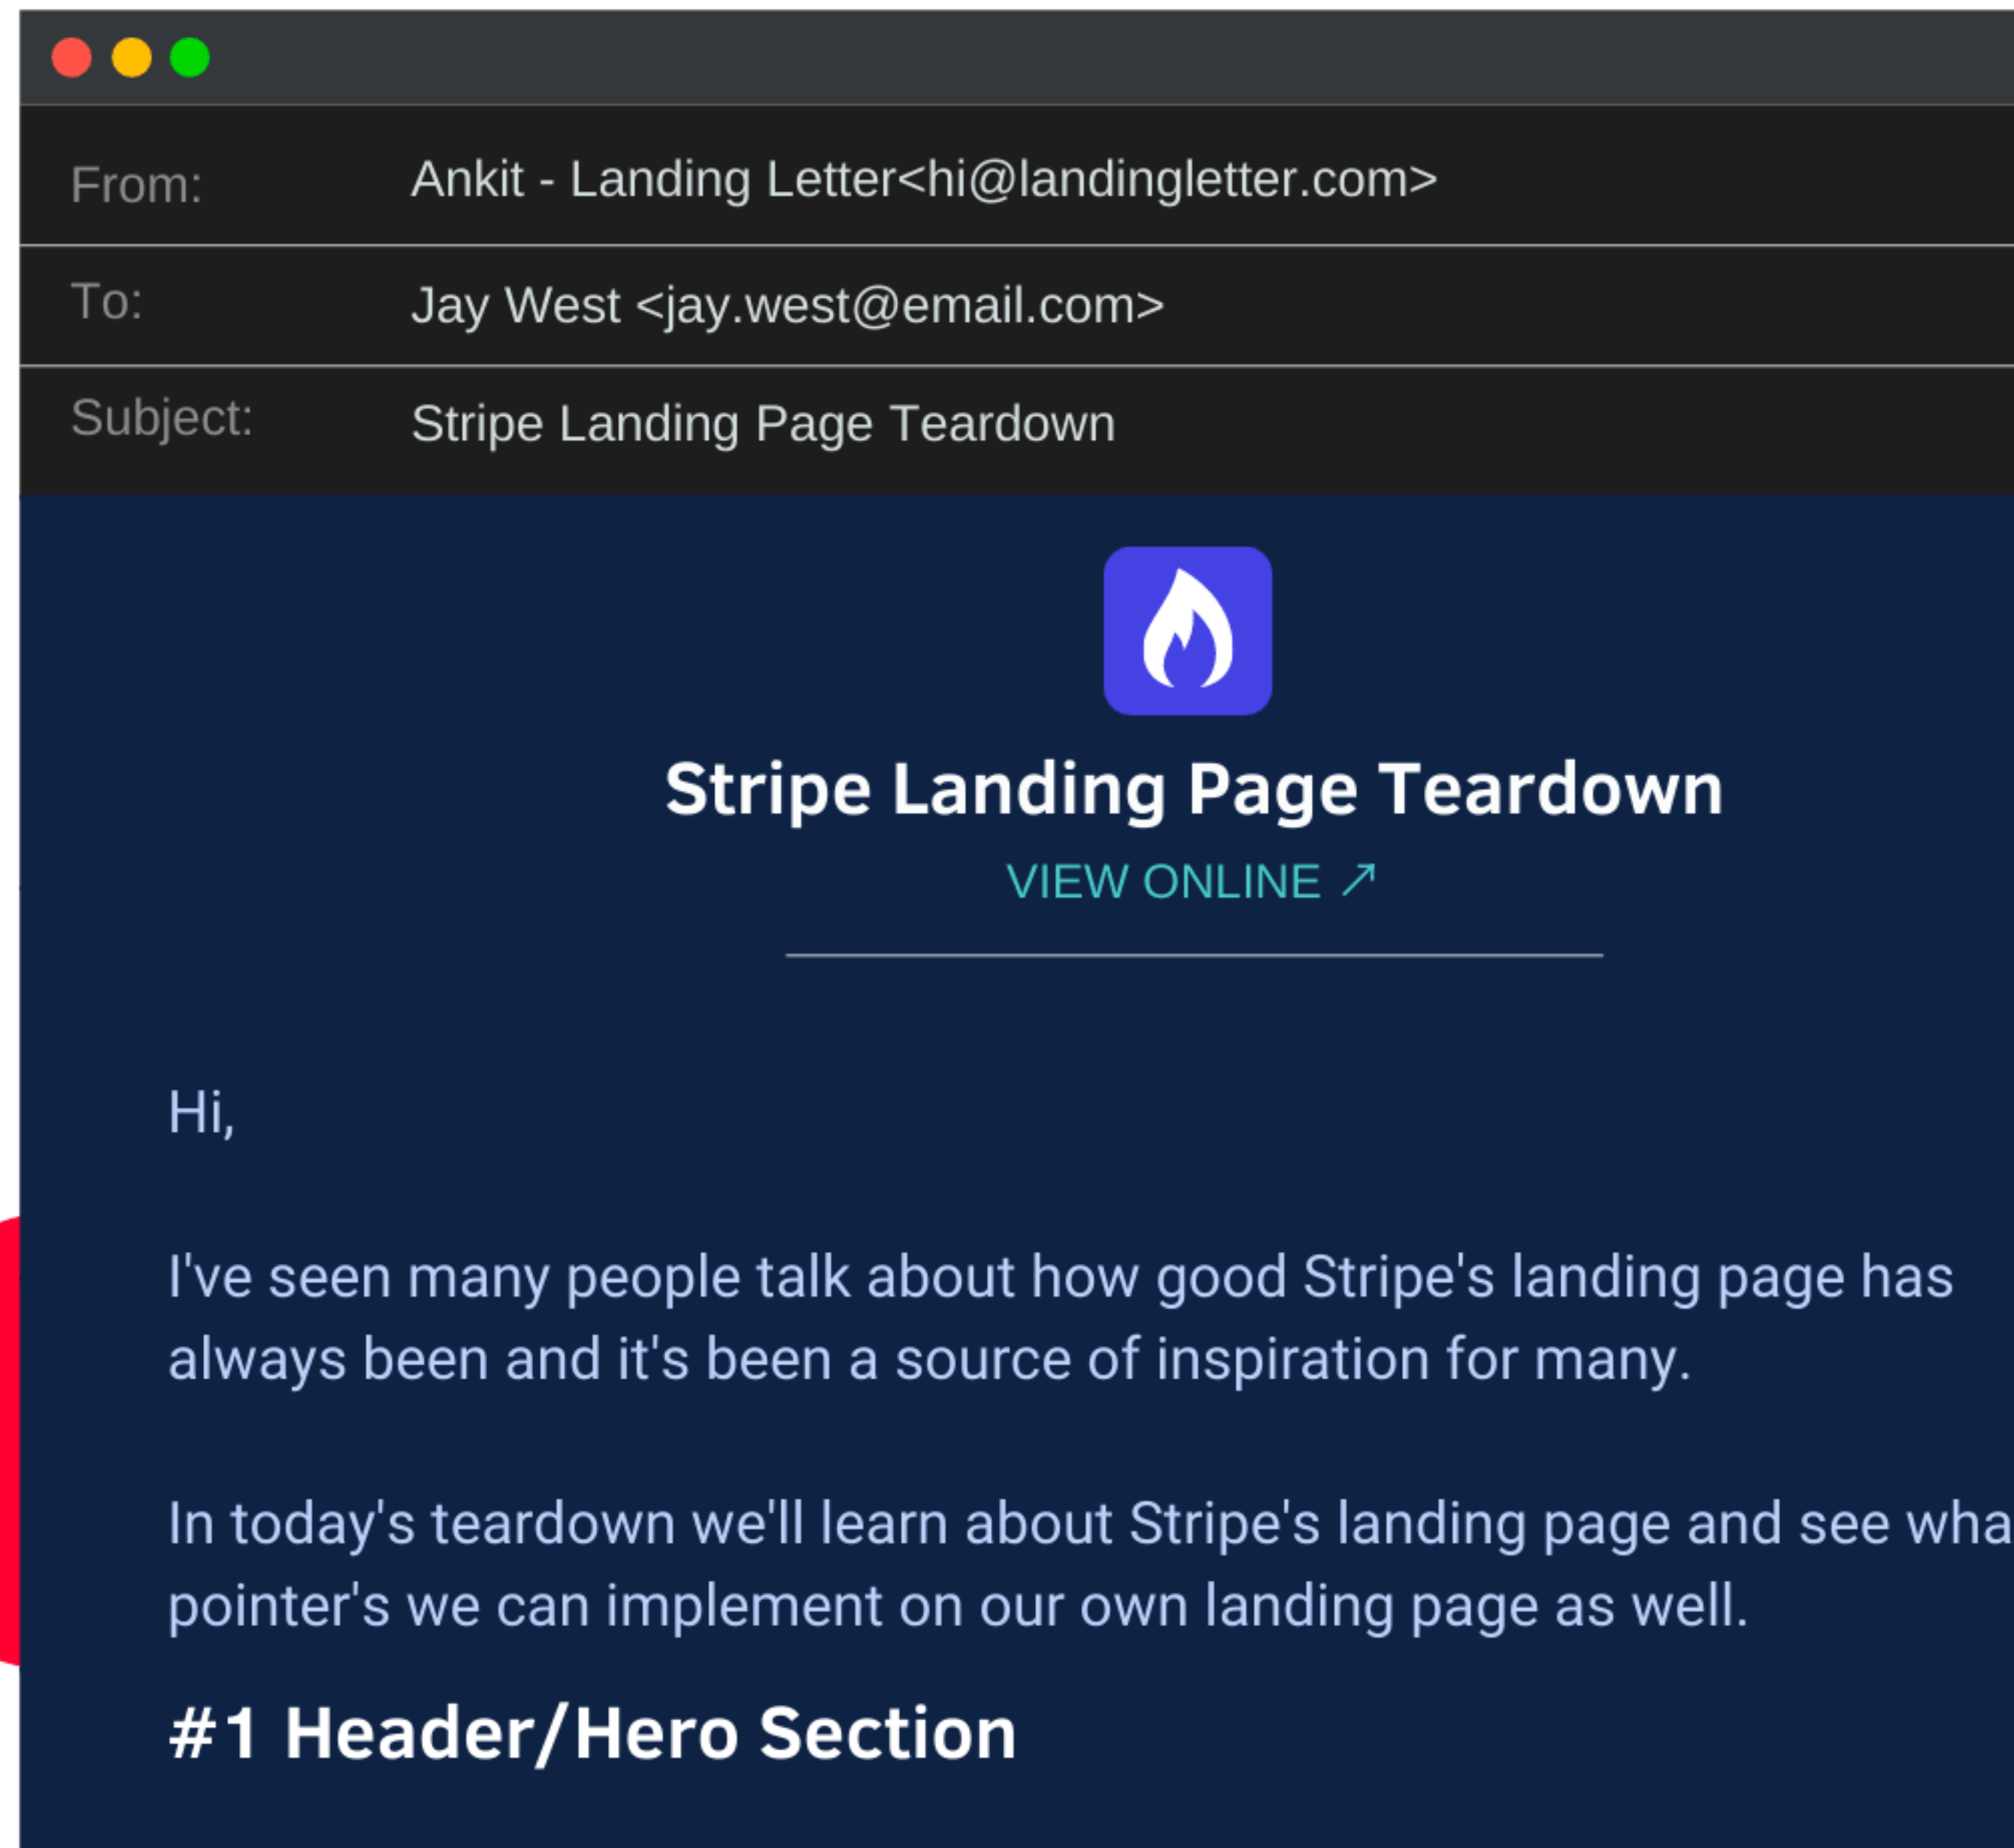 From: Ankit - Landing Letter<hi@landingletter.com>
To: Jay West <jay.west@email.com>
Subject: Stripe Landing Page Teardown
Stripe Landing Page Teardown
VIEW ONLINE ↗
Hi,
I've seen many people talk about how good Stripe's landing page has
always been and it's been a source of inspiration for many.
In today's teardown we'll learn about Stripe's landing page and see wha
pointer's we can implement on our own landing page as well.
#1 Header/Hero Section